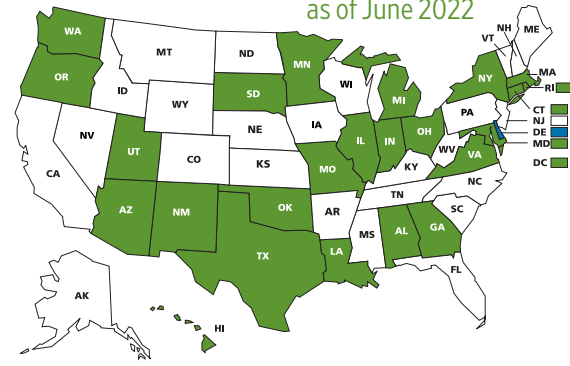 as of June 2022
WA
MT
ND
MN
VT
NH
ME
OR
ID
WY
SD
WI
MI
NY
MA
RI
CT
NJ
DE
MD
DC
NV
UT
CO
NE
IA
IL
IN
OH
PA
WV
VA
CA
KS
MO
KY
NC
AZ
NM
OK
AR
TN
SC
TX
LA
MS
AL
GA
FL
AK
HI